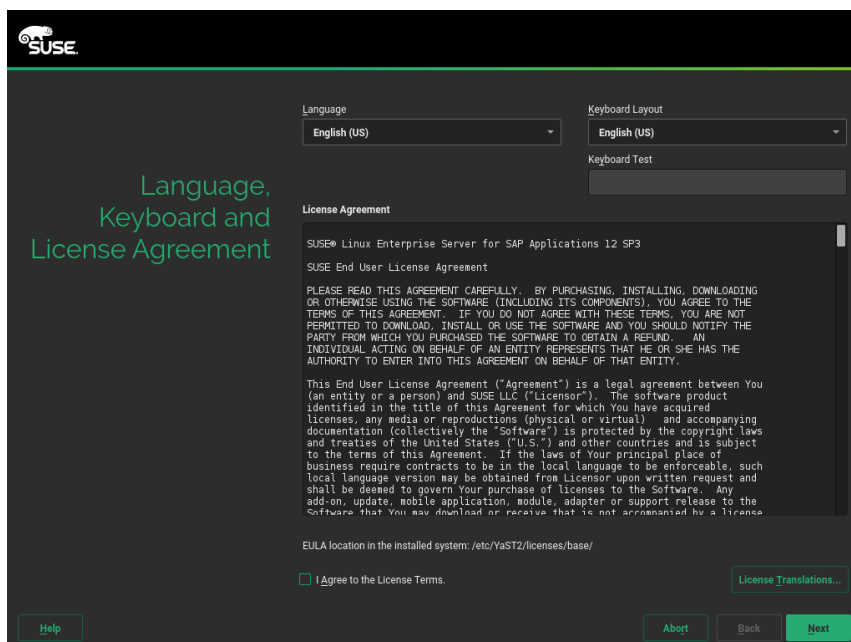 SUSE.
Language
Keyboard Layout
English (US)
English (US)
Keyboard Test
Language,
Keyboard and
License Agreement
License Agreement
SUSE® Linux Enterprise Server for SAP Applications 12 SP3
SUSE End User License Agreement
PLEASE READ THIS AGREEMENT CAREFULLY.  BY PURCHASING, INSTALLING, DOWNLOADING
OR OTHERWISE USING THE SOFTWARE (INCLUDING ITS COMPONENTS), YOU AGREE TO THE
TERMS OF THIS AGREEMENT.  IF YOU DO NOT AGREE WITH THESE TERMS, YOU ARE NOT
PERMITTED TO DOWNLOAD, INSTALL OR USE THE SOFTWARE AND YOU SHOULD NOTIFY THE
PARTY FROM WHICH YOU PURCHASED THE SOFTWARE TO OBTAIN A REFUND.   AN
INDIVIDUAL ACTING ON BEHALF OF AN ENTITY REPRESENTS THAT HE OR SHE HAS THE
AUTHORITY TO ENTER INTO THIS AGREEMENT ON BEHALF OF THAT ENTITY.
This End User License Agreement (“Agreement”) is a legal agreement between You
(an entity or a person) and SUSE LLC (“Licensor”).  The software product
identified in the title of this Agreement for which You have acquired
licenses, any media or reproductions (physical or virtual)   and accompanying
documentation (collectively the “Software”) is protected by the copyright laws
and treaties of the United States (“U.S.”) and other countries and is subject
to the terms of this Agreement.  If the laws of Your principal place of
business require contracts to be in the local language to be enforceable, such
local language version may be obtained from Licensor upon written request and
shall be deemed to govern Your purchase of licenses to the Software.  Any
add-on, update, mobile application, module, adapter or support release to the
Software that You may download or receive that is not accompanied by a license
EULA location in the installed system: /etc/YaST2/licenses/base/
I Agree to the License Terms.
License Translations...
Help
Abort
Back
Next